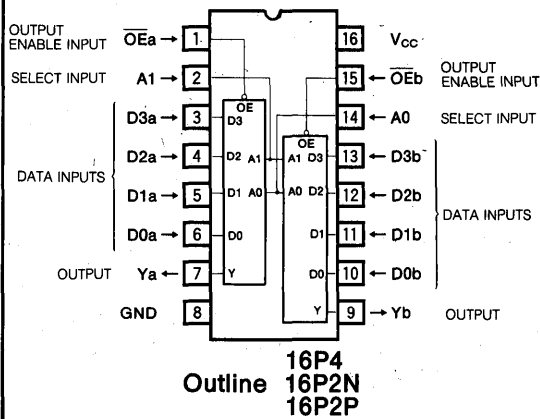 OUTPUT
ENABLE INPUT
OEa → 1
SELECT INPUT A1 → 2
D3a → 3
D2a → 4
DATA INPUTS
D1a → 5
D0a → 6
OUTPUT Ya ← 7
GND 8
OE
D3
D2 A1
D1 A0
D0
Y
OE
A1 D3
A0 D2
D1
D0
Y
16 Vcc
15 ← OEb OUTPUT
ENABLE INPUT
14 ← A0 SELECT INPUT
13 ← D3b
12 ← D2b
DATA INPUTS
11 ← D1b
10 ← D0b
9 → Yb OUTPUT
16P4
Outline 16P2N
16P2P